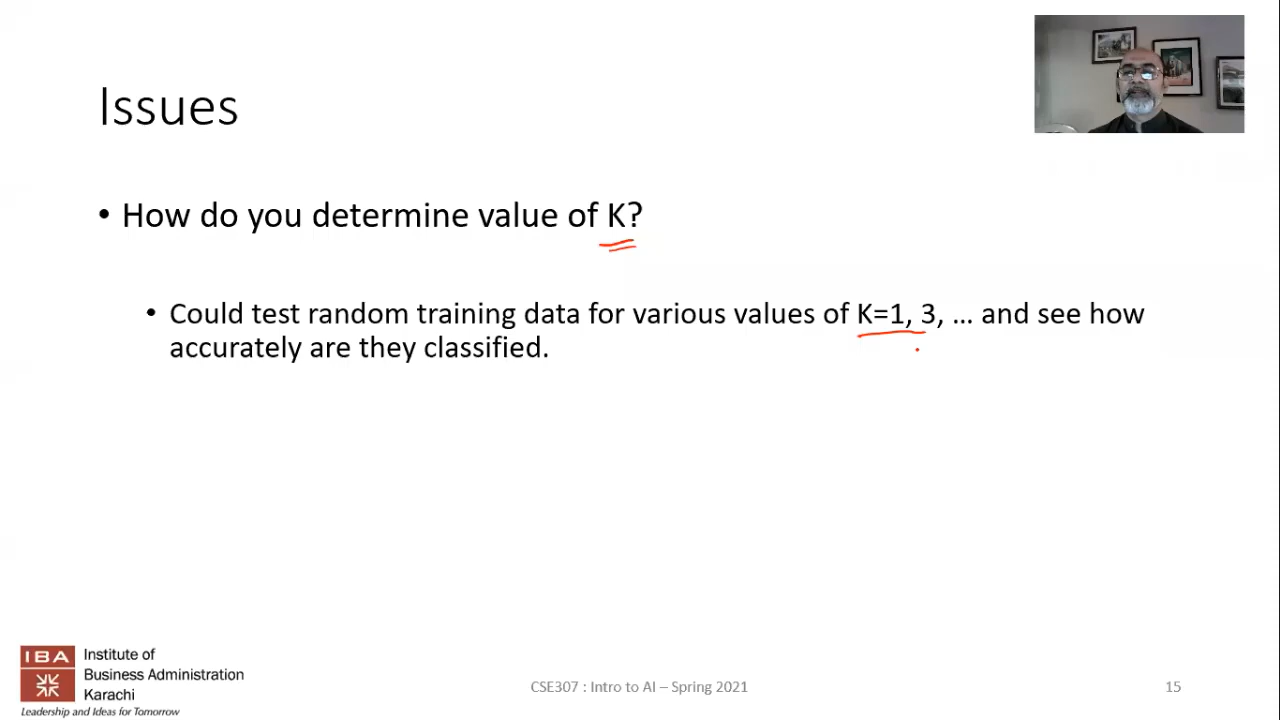 Issues
• How do you determine value of K?
• Could test random training data for various values of K=1, 3, … and see how
accurately are they classified.
IBA
Institute of
Business Administration
Karachi
Leadership and Ideas for Tomorrow
CSE307 : Intro to AI – Spring 2021
15